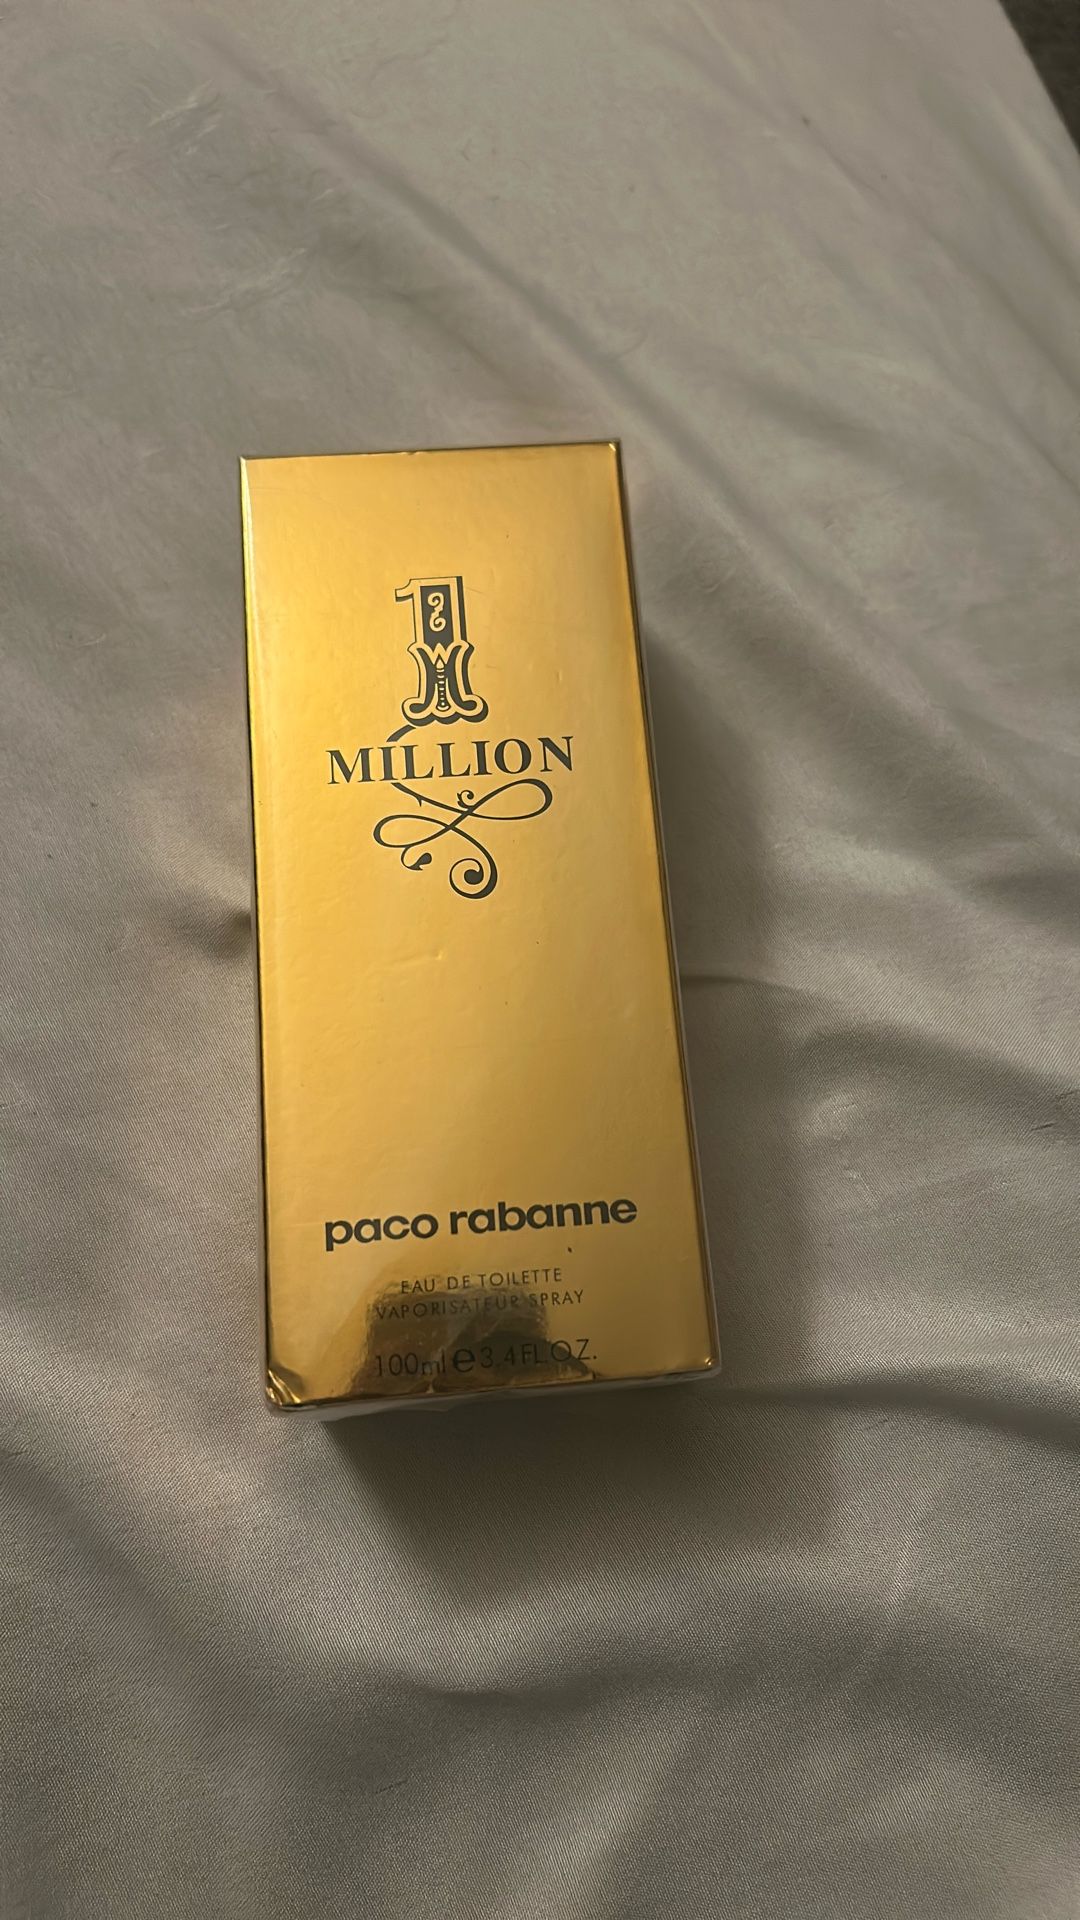 1
MILLION
paco rabanne
EAU DE TOILETTE
VAPORISATEUR SPRAY
100ml e 3.4FL.OZ.